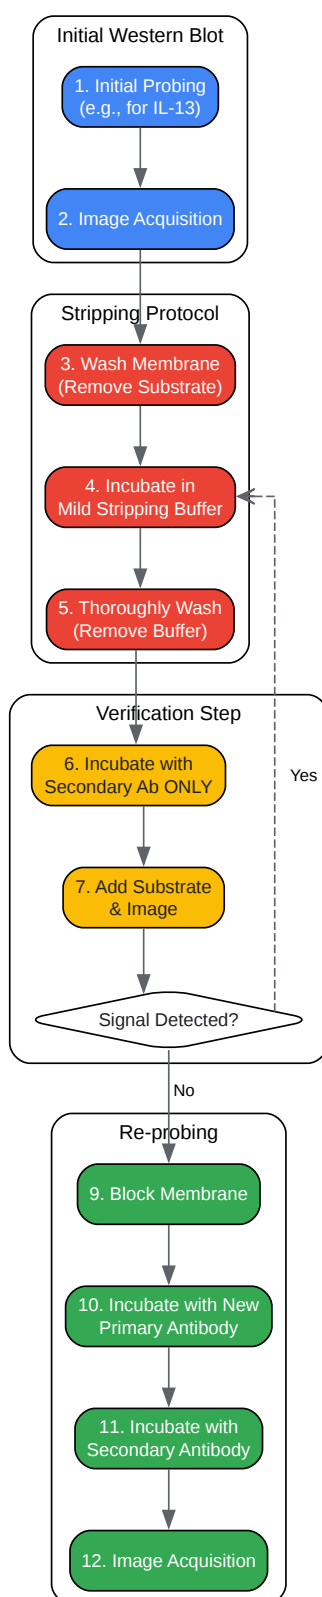 Initial Western Blot
1. Initial Probing
(e.g., for IL-13)
2. Image Acquisition
Stripping Protocol
3. Wash Membrane
(Remove Substrate)
4. Incubate in
Mild Stripping Buffer
5. Thoroughly Wash
(Remove Buffer)
Verification Step
6. Incubate with
Secondary Ab ONLY
Yes
7. Add Substrate
& Image
Signal Detected?
No
Re-probing
9. Block Membrane
10. Incubate with New
Primary Antibody
11. Incubate with
Secondary Antibody
12. Image Acquisition